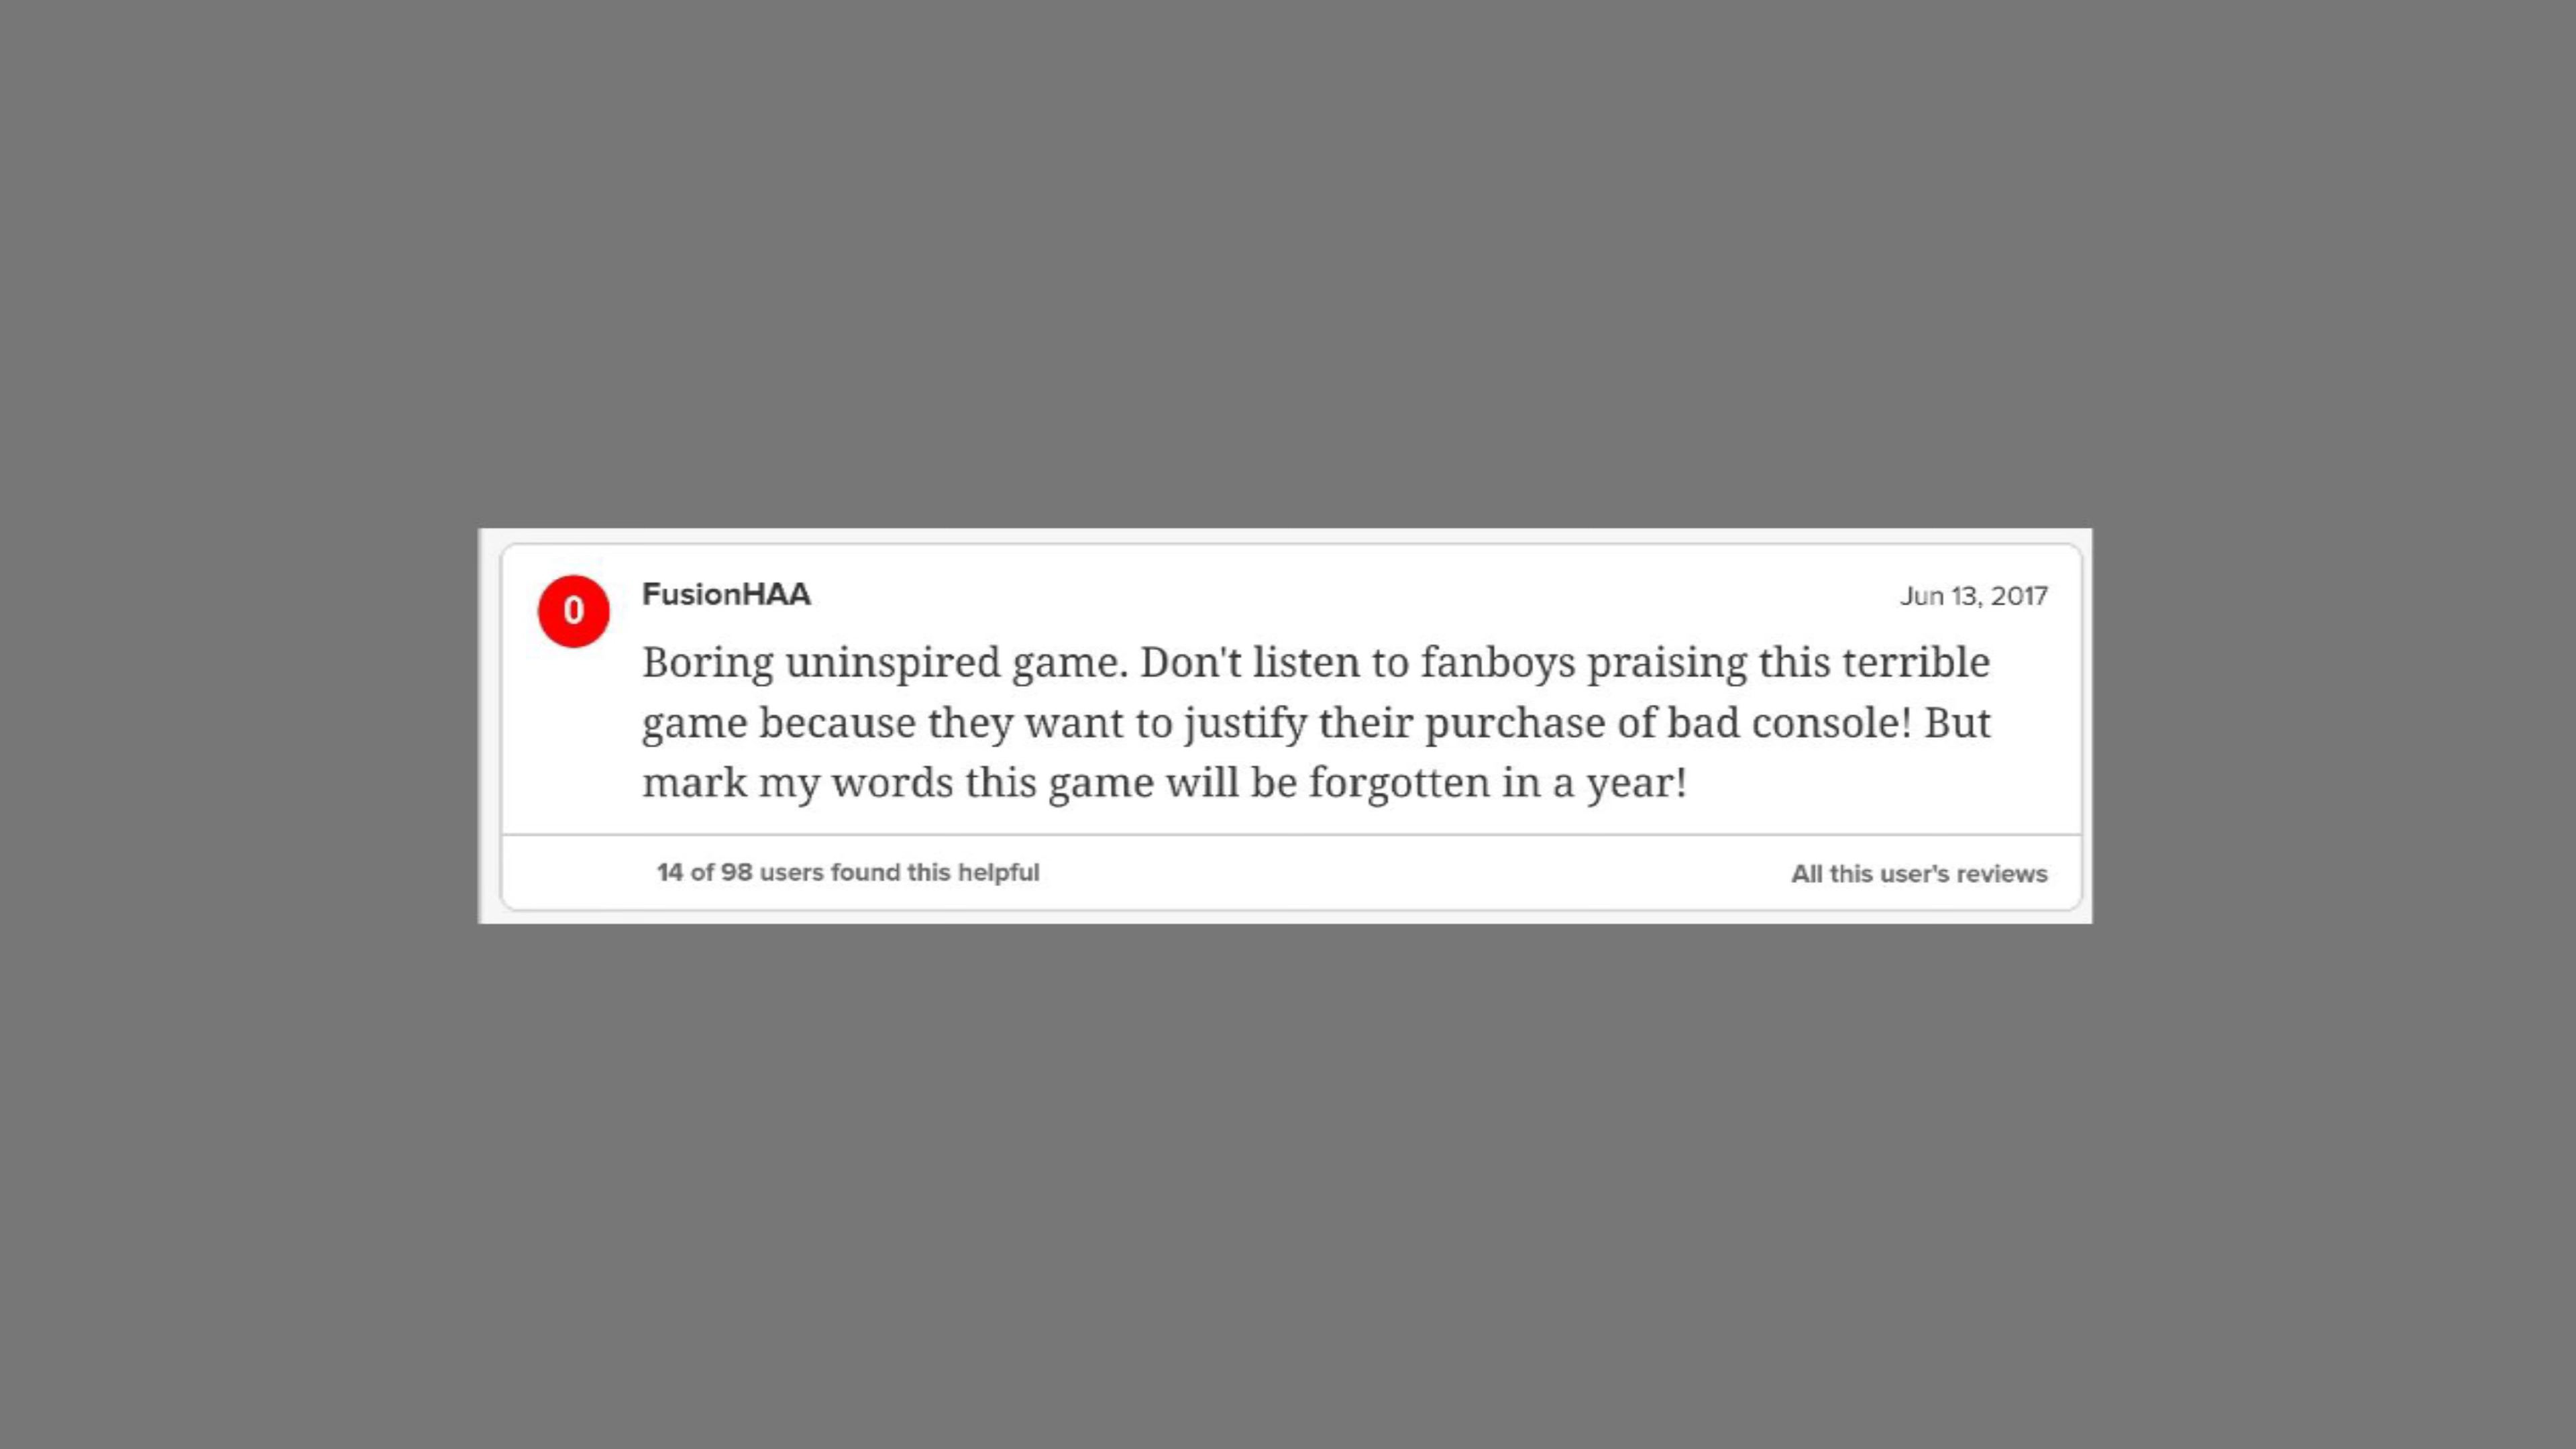 0
FusionHAA
Jun 13, 2017
Boring uninspired game. Don't listen to fanboys praising this terrible
game because they want to justify their purchase of bad console! But
mark my words this game will be forgotten in a year!
14 of 98 users found this helpful
All this user's reviews